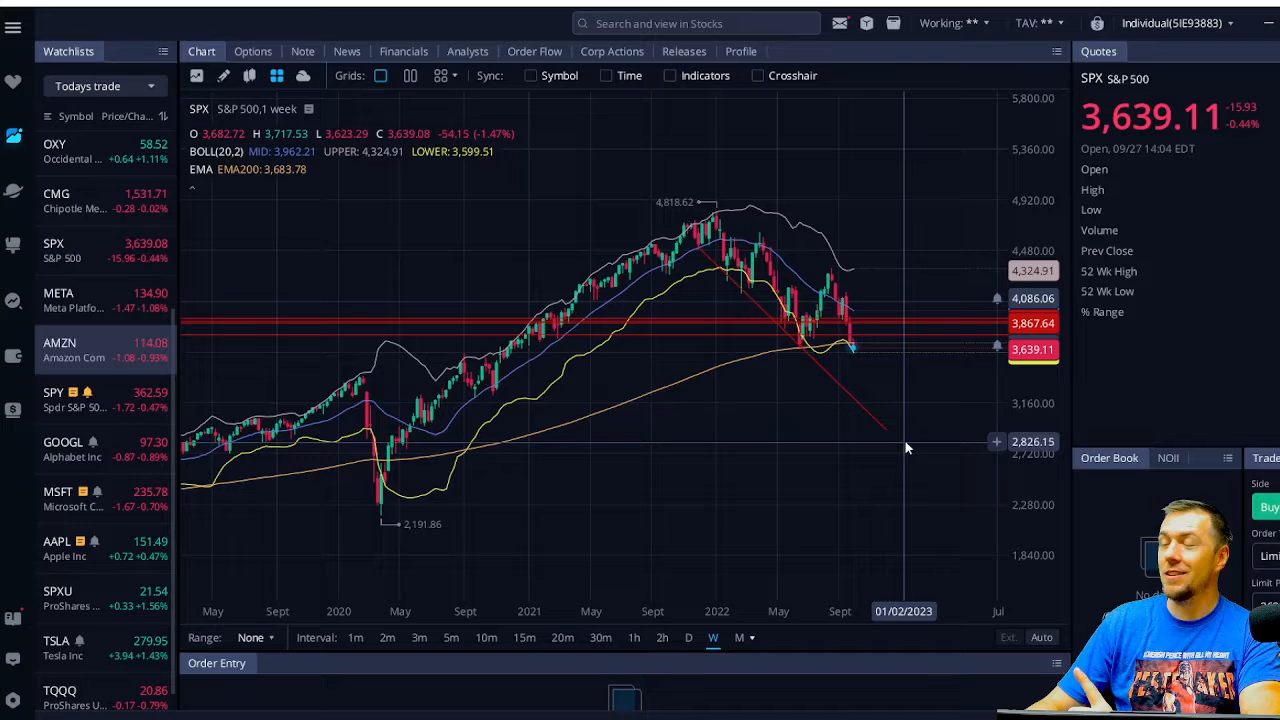 Search and view in Stocks
Working: **
TAV: **
Individual(5IE93883)
Watchlists
Chart
Options
Note
News
Financials
Analysts
Order Flow
Corp Actions
Releases
Profile
Quotes
Todays trade
Grids:
Sync:
Symbol
Time
Indicators
Crosshair
SPX S&P 500
3,639.11
-15.93
-0.44%
Open, 09/27 14:04 EDT
Open
High
Low
Volume
Prev Close
52 Wk High
52 Wk Low
% Range
Symbol Price/Cha...
OXY 58.52
Occidental ... +0.64 +1.11%
CMG 1,531.71
Chipotle Me... -0.28 -0.02%
SPX 3,639.08
S&P 500 -15.96 -0.44%
META 134.90
Meta Platfo... -1.47 -1.08%
AMZN 114.08
Amazon Com -1.08 -0.93%
SPY 362.59
Spdr S&P 50... -1.72 -0.47%
GOOGL 97.30
Alphabet Inc -0.87 -0.89%
MSFT 235.78
Microsoft C... -1.67 -0.70%
AAPL 151.49
Apple Inc +0.72 +0.47%
SPXU 21.54
ProShares ... +0.33 +1.56%
TSLA 279.95
Tesla Inc +3.94 +1.43%
TQQQ 20.86
ProShares U... -0.17 -0.79%
SPX S&P 500,1 week
O 3,682.72 H 3,717.53 L 3,623.29 C 3,639.08 -54.15 (-1.47%)
BOLL(20,2) MID: 3,962.21 UPPER: 4,324.91 LOWER: 3,599.51
EMA EMA200: 3,683.78
4,818.62
2,191.86
5,800.00
5,360.00
4,920.00
4,480.00
4,324.91
4,086.06
3,867.64
3,639.11
3,160.00
2,826.15
2,720.00
2,280.00
1,840.00
May
Sept
2020
May
Sept
2021
May
Sept
2022
May
Sept
01/02/2023
Jul
Range: None
Interval: 1m 2m 3m 5m 10m 15m 20m 30m 1h 2h D W M
Ext.
Auto
Order Entry
Order Book
NOII
Trade
Side
Buy
Order T
Limi
Limit P